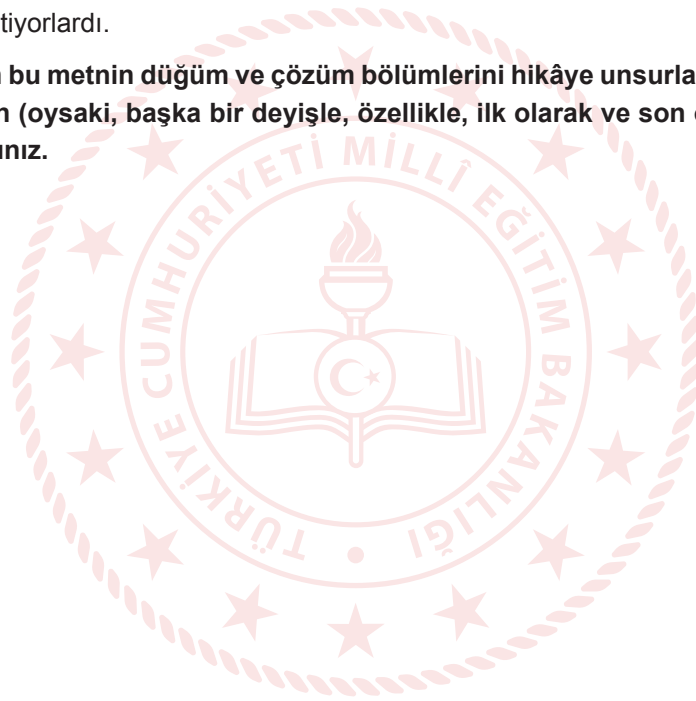 tiyorlardı.
bu metnin düğüm ve çözüm bölümlerini hikâye unsurla
(oysaki, başka bir deyişle, özellikle, ilk olarak ve son
ınız.
TÜRKİYE CUMHURİYETİ MİLLÎ EĞİTİM BAKANLIĞI